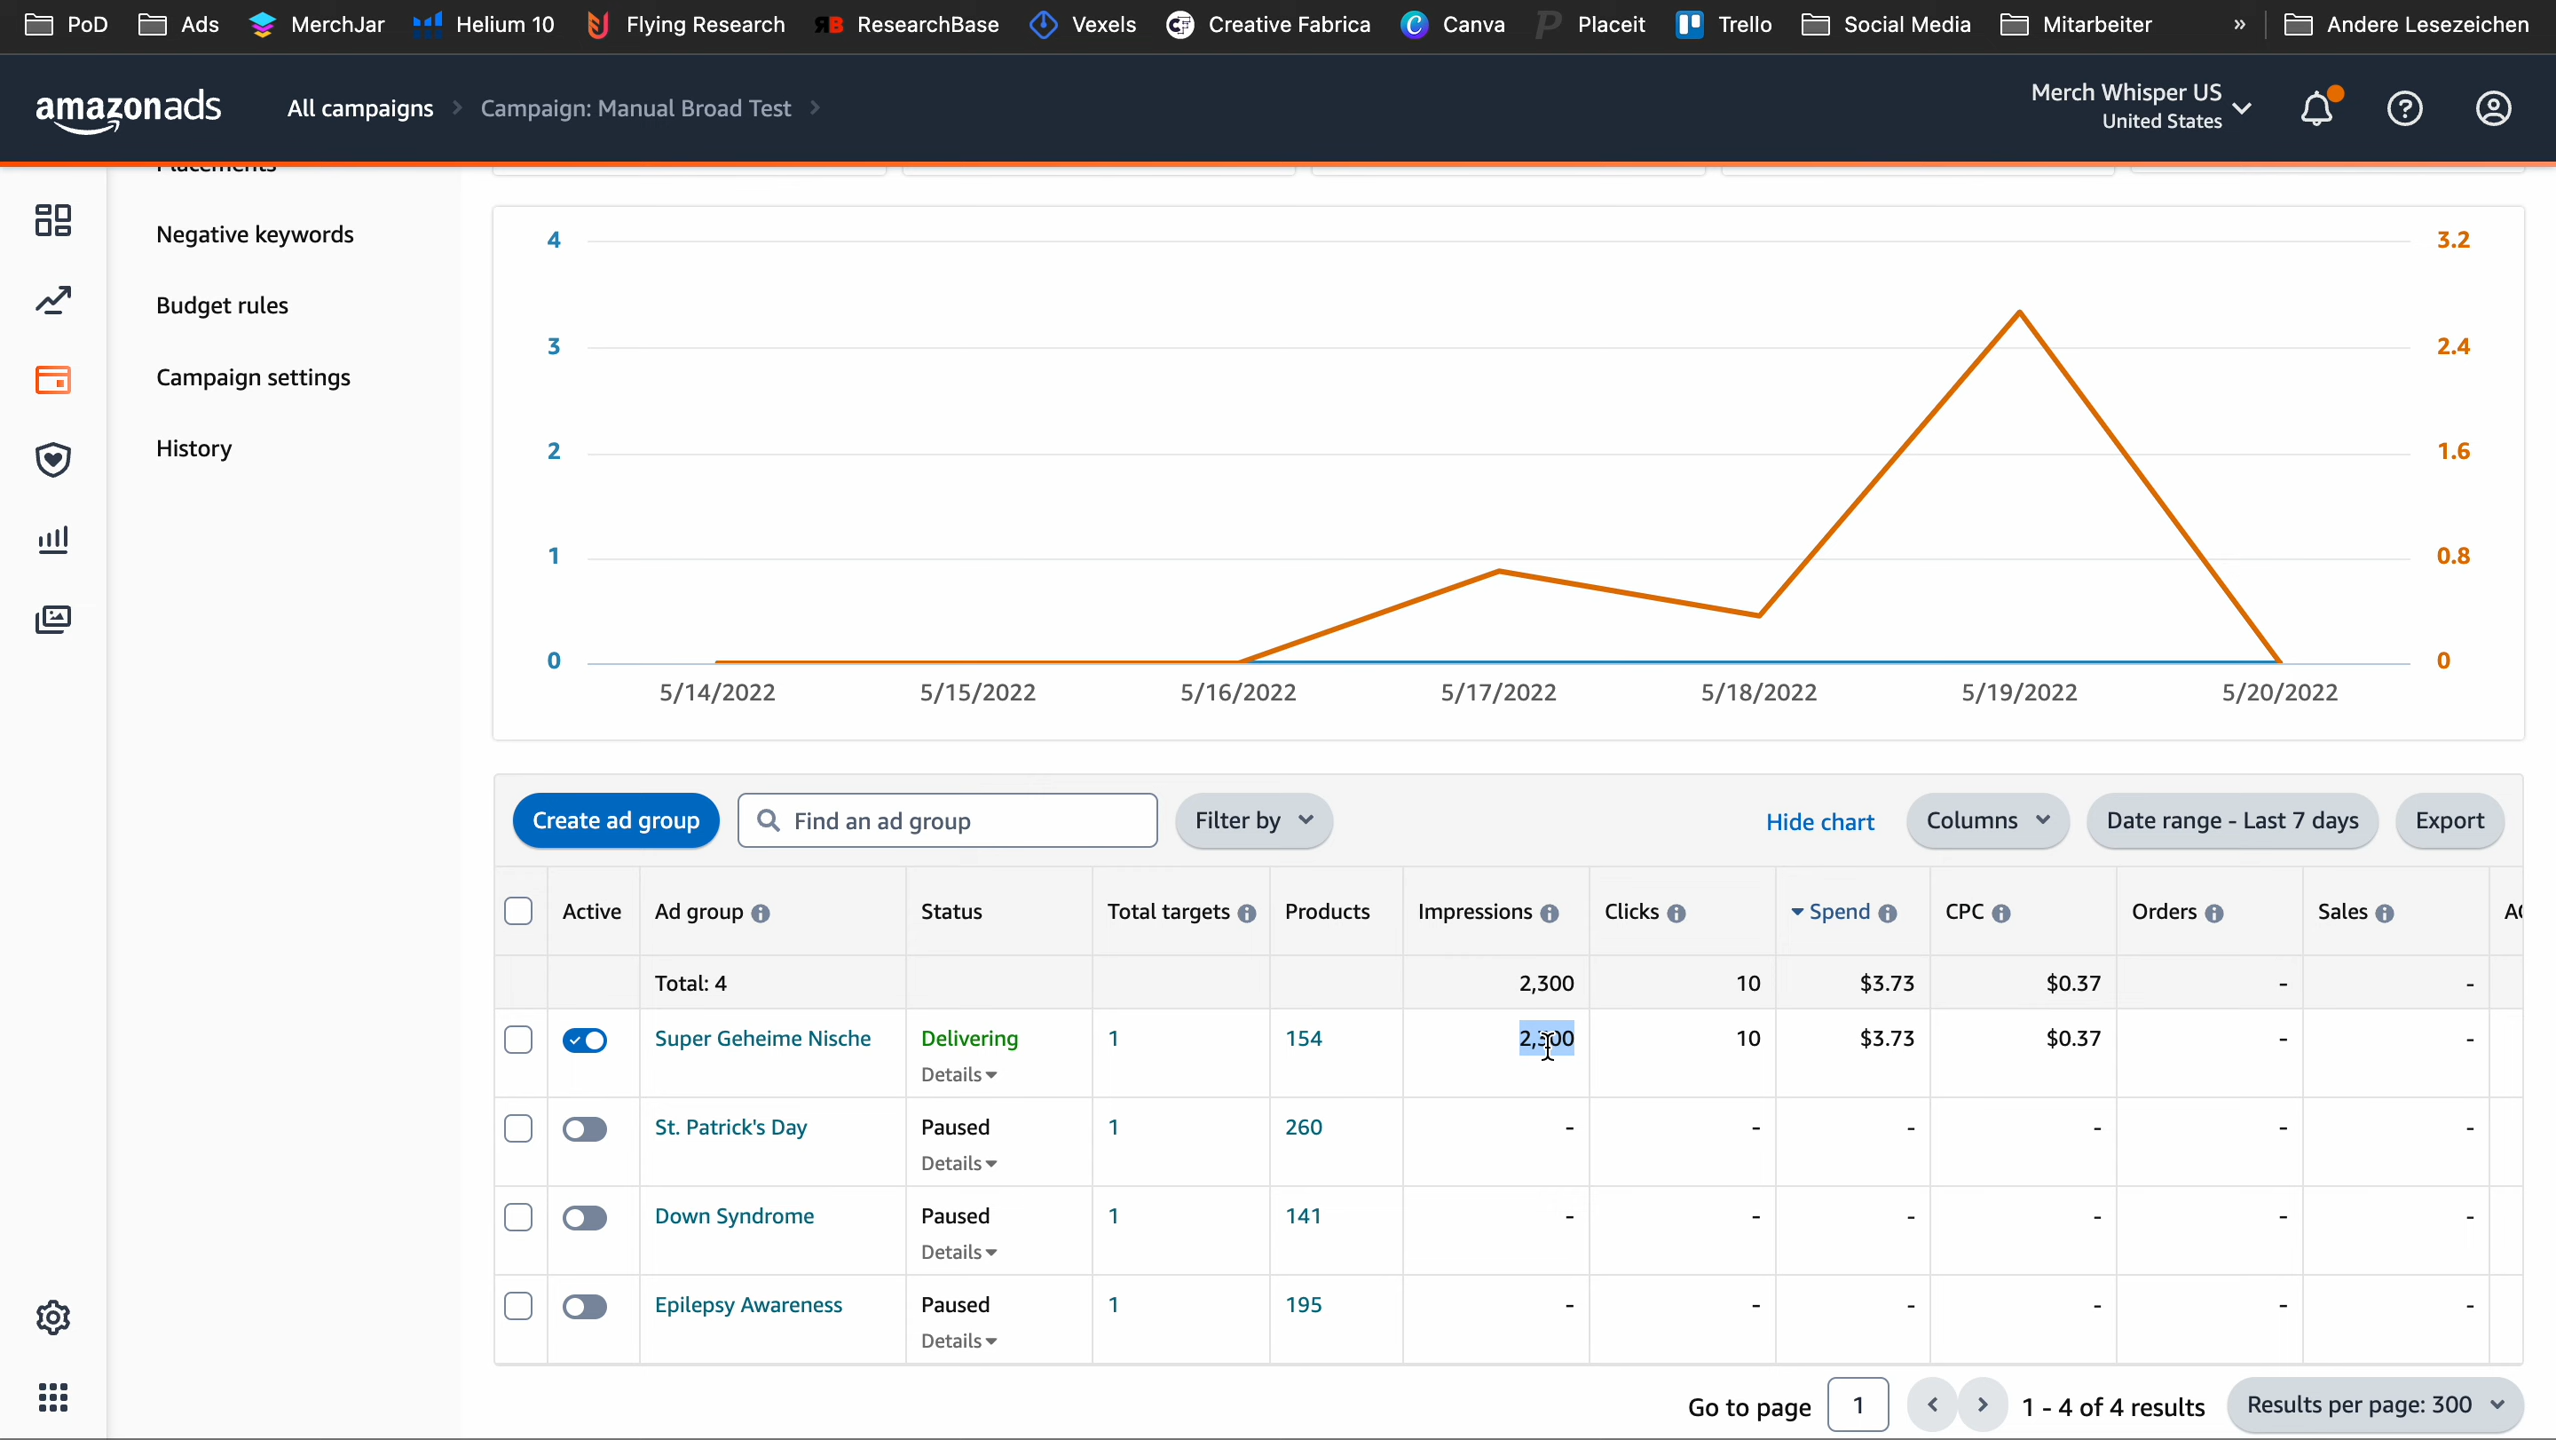 PoD Ads MerchJar Helium 10 Flying Research ResearchBase Vexels Creative Fabrica Canva Placeit Trello Social Media Mitarbeiter » Andere Lesezeichen
amazonads All campaigns > Campaign: Manual Broad Test > Merch Whisper US
United States
Placements
Negative keywords
Budget rules
Campaign settings
History
4 3.2
3 2.4
2 1.6
1 0.8
0 0
5/14/2022 5/15/2022 5/16/2022 5/17/2022 5/18/2022 5/19/2022 5/20/2022
Create ad group Find an ad group Filter by Hide chart Columns Date range - Last 7 days Export
Active Ad group Status Total targets Products Impressions Clicks Spend CPC Orders Sales
Total: 4 2,300 10 $3.73 $0.37 - -
Super Geheime Nische Delivering 1 154 2,300 10 $3.73 $0.37 - -
Details
St. Patrick's Day Paused 1 260 - - - - - -
Details
Down Syndrome Paused 1 141 - - - - - -
Details
Epilepsy Awareness Paused 1 195 - - - - - -
Details
Go to page 1 < > 1 - 4 of 4 results Results per page: 300